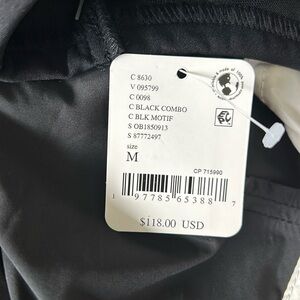 C 8630
V 095799
C 0098
C BLACK COMBO
C BLK MOTIF
S OB1850913
S 87772497
size
M
CP 715990
1 97785 65388 7
$118.00 USD